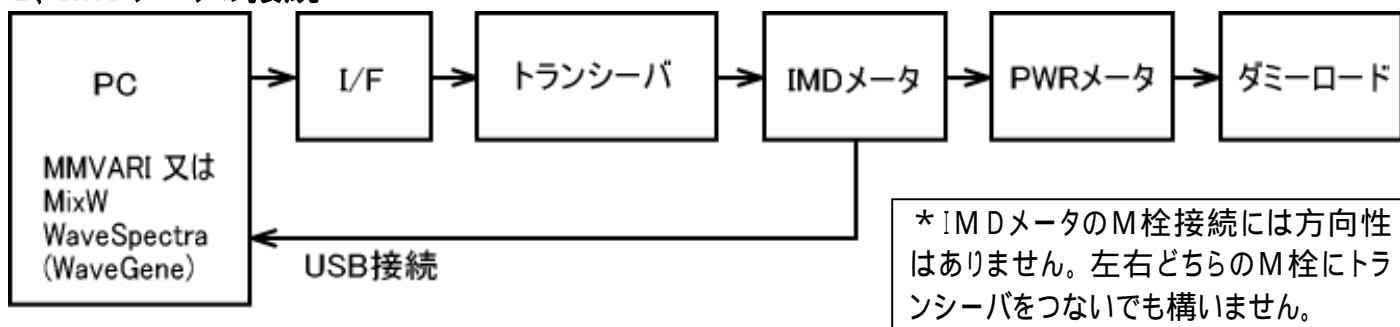 PC
MMVARI 又は
MixW
WaveSpectra
(WaveGene)
I/F
トランシーバ
IMDメータ
PWRメータ
ダミーロード
USB接続
*IMDメータのM栓接続には方向性
はありません。左右どちらのM栓にトラ
ンシーバをつないでも構いません。